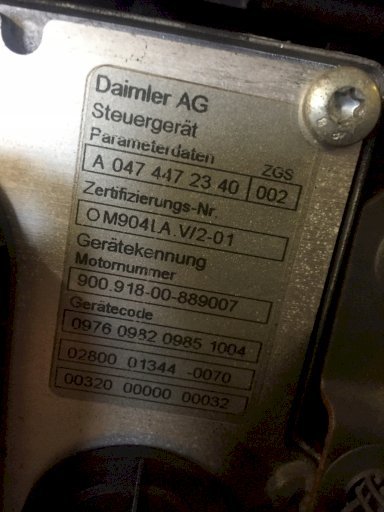 Daimler AG
Steuergerät
Parameterdaten ZGS
A 047 447 23 40 002
Zertifizierungs-Nr.
OM904LA.V/2-01
Gerätekennung
Motornummer
900.918-00-889007
Gerätecode
0976 0982 0985 1004
02800 01344 -0070
00320 00000 00032